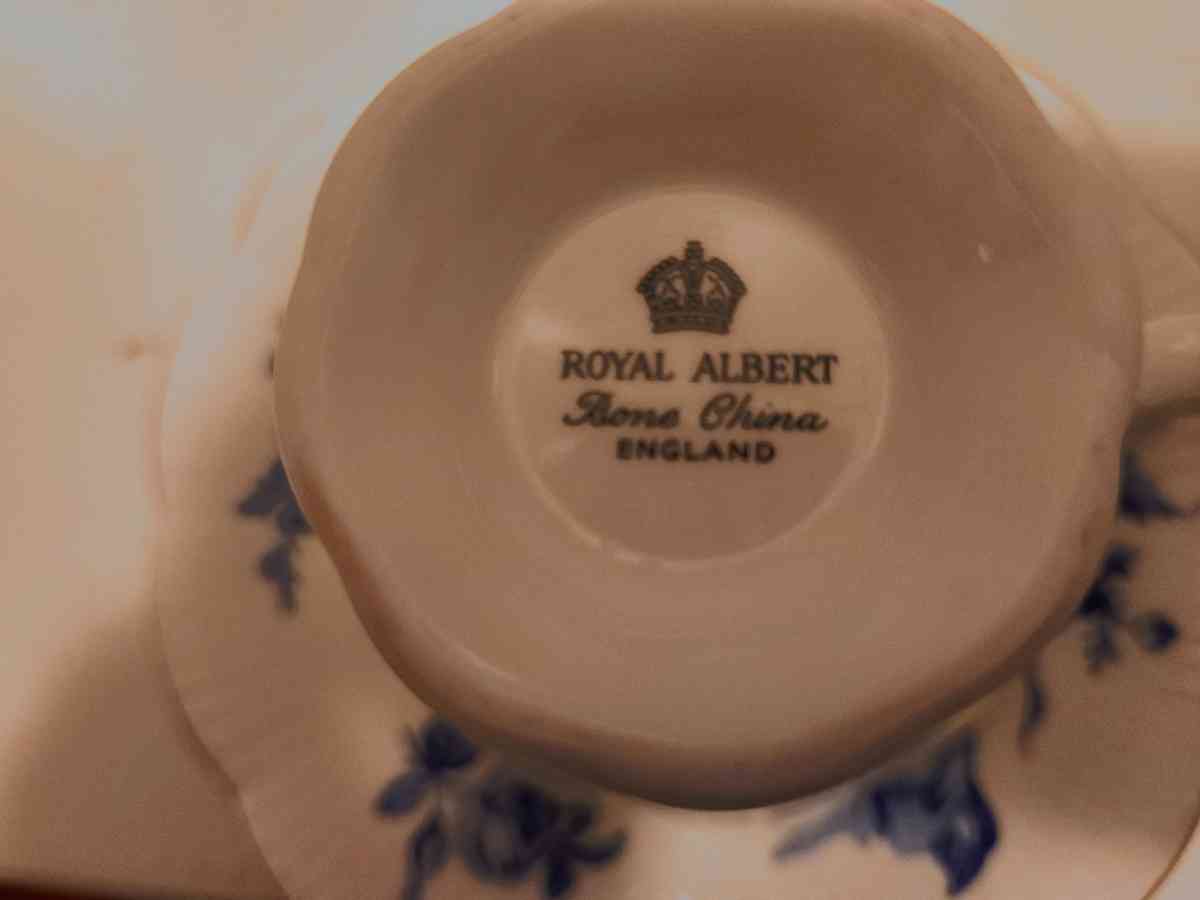 ROYAL ALBERT
Bone China
ENGLAND